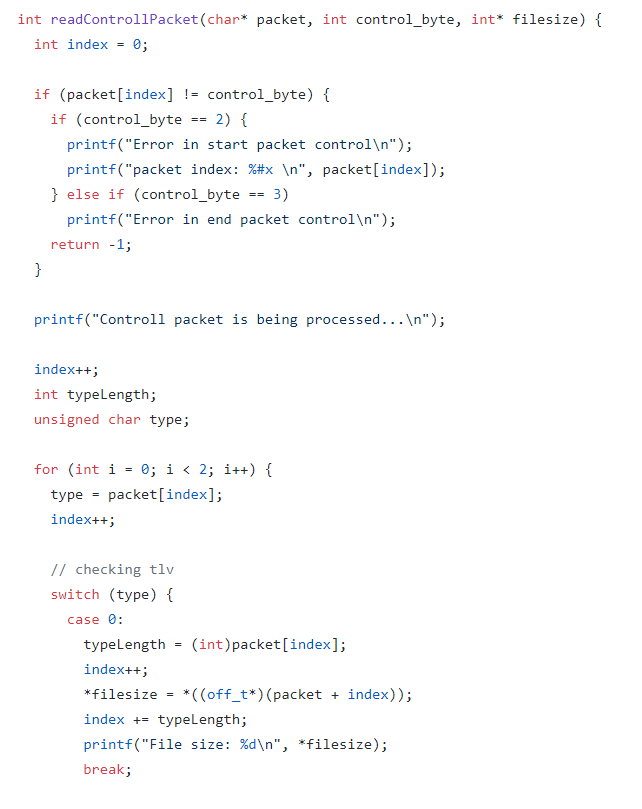 int readControllPacket(char* packet, int control_byte, int* filesize) {
  int index = 0;

  if (packet[index] != control_byte) {
    if (control_byte == 2) {
      printf("Error in start packet control\n");
      printf("packet index: %#x \n", packet[index]);
    } else if (control_byte == 3)
      printf("Error in end packet control\n");
    return -1;
  }

  printf("Controll packet is being processed...\n");

  index++;
  int typeLength;
  unsigned char type;

  for (int i = 0; i < 2; i++) {
    type = packet[index];
    index++;

    // checking tlv
    switch (type) {
      case 0:
        typeLength = (int)packet[index];
        index++;
        *filesize = *((off_t*)(packet + index));
        index += typeLength;
        printf("File size: %d\n", *filesize);
        break;